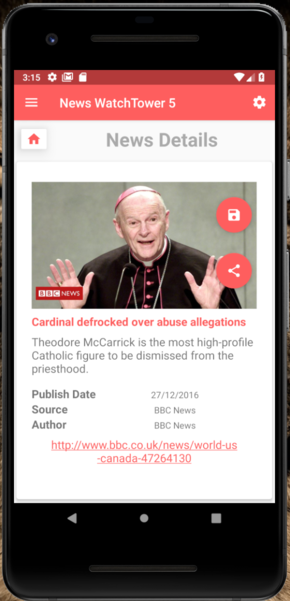 3:15
News WatchTower 5
News Details
BBC NEWS
Cardinal defrocked over abuse allegations
Theodore McCarrick is the most high-profile
Catholic figure to be dismissed from the
priesthood.
Publish Date 27/12/2016
Source BBC News
Author BBC News
http://www.bbc.co.uk/news/world-us
-canada-47264130